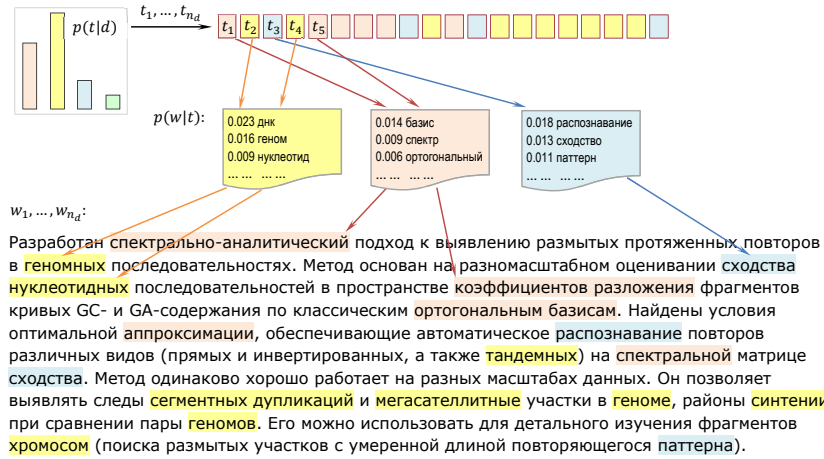 p(t|d)
t₁, … , t_{n_d}
t₁ t₂ t₃ t₄ t₅
p(w|t):
0.023 днк
0.016 геном
0.009 нуклеотид
… … … …
0.014 базис
0.009 спектр
0.006 ортогональный
… … … …
0.018 распознавание
0.013 сходство
0.011 паттерн
… … … …
w₁, … , w_{n_d}:
Разработан спектрально-аналитический подход к выявлению размытых протяженных повторов
в геномных последовательностях. Метод основан на разномасштабном оценивании сходства
нуклеотидных последовательностей в пространстве коэффициентов разложения фрагментов
кривых GC- и GA-содержания по классическим ортогональным базисам. Найдены условия
оптимальной аппроксимации, обеспечивающие автоматическое распознавание повторов
различных видов (прямых и инвертированных, а также тандемных) на спектральной матрице
сходства. Метод одинаково хорошо работает на разных масштабах данных. Он позволяет
выявлять следы сегментных дупликаций и мегасателлитные участки в геноме, районы синтении
при сравнении пары геномов. Его можно использовать для детального изучения фрагментов
хромосом (поиска размытых участков с умеренной длиной повторяющегося паттерна).